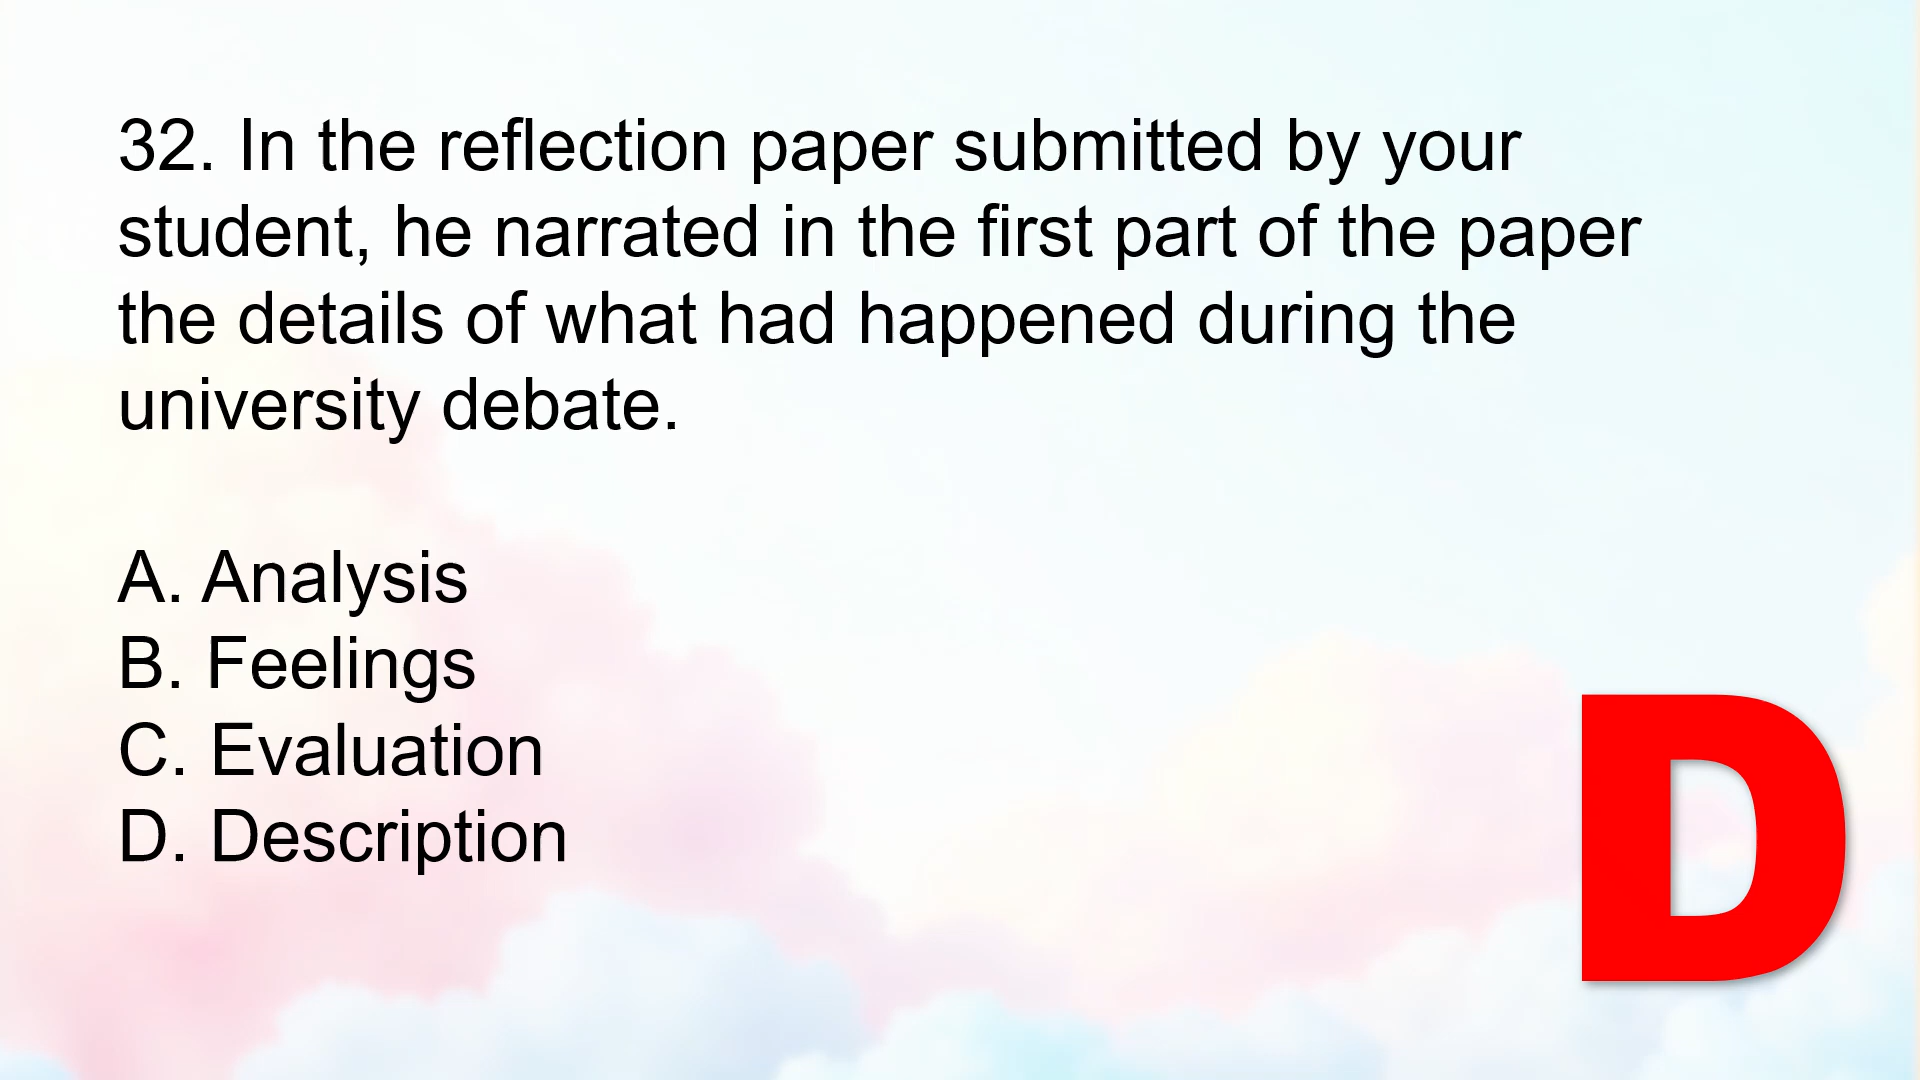 32. In the reflection paper submitted by your
student, he narrated in the first part of the paper
the details of what had happened during the
university debate.
A. Analysis
B. Feelings
C. Evaluation
D. Description
D